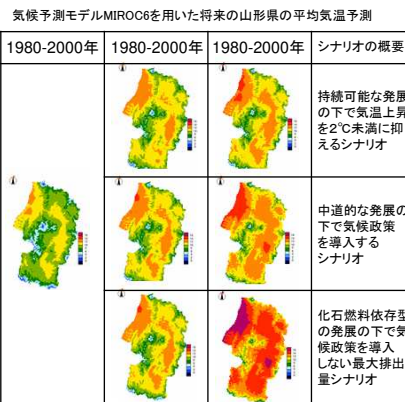 気候予測モデルMIROC6を用いた将来の山形県の平均気温予測
1980-2000年 1980-2000年 1980-2000年 シナリオの概要
持続可能な発展
の下で気温上昇
を2℃未満に抑
えるシナリオ
中道的な発展の
下で気候政策
を導入する
シナリオ
化石燃料依存型
の発展の下で気
候政策を導入
しない最大排出
量シナリオ